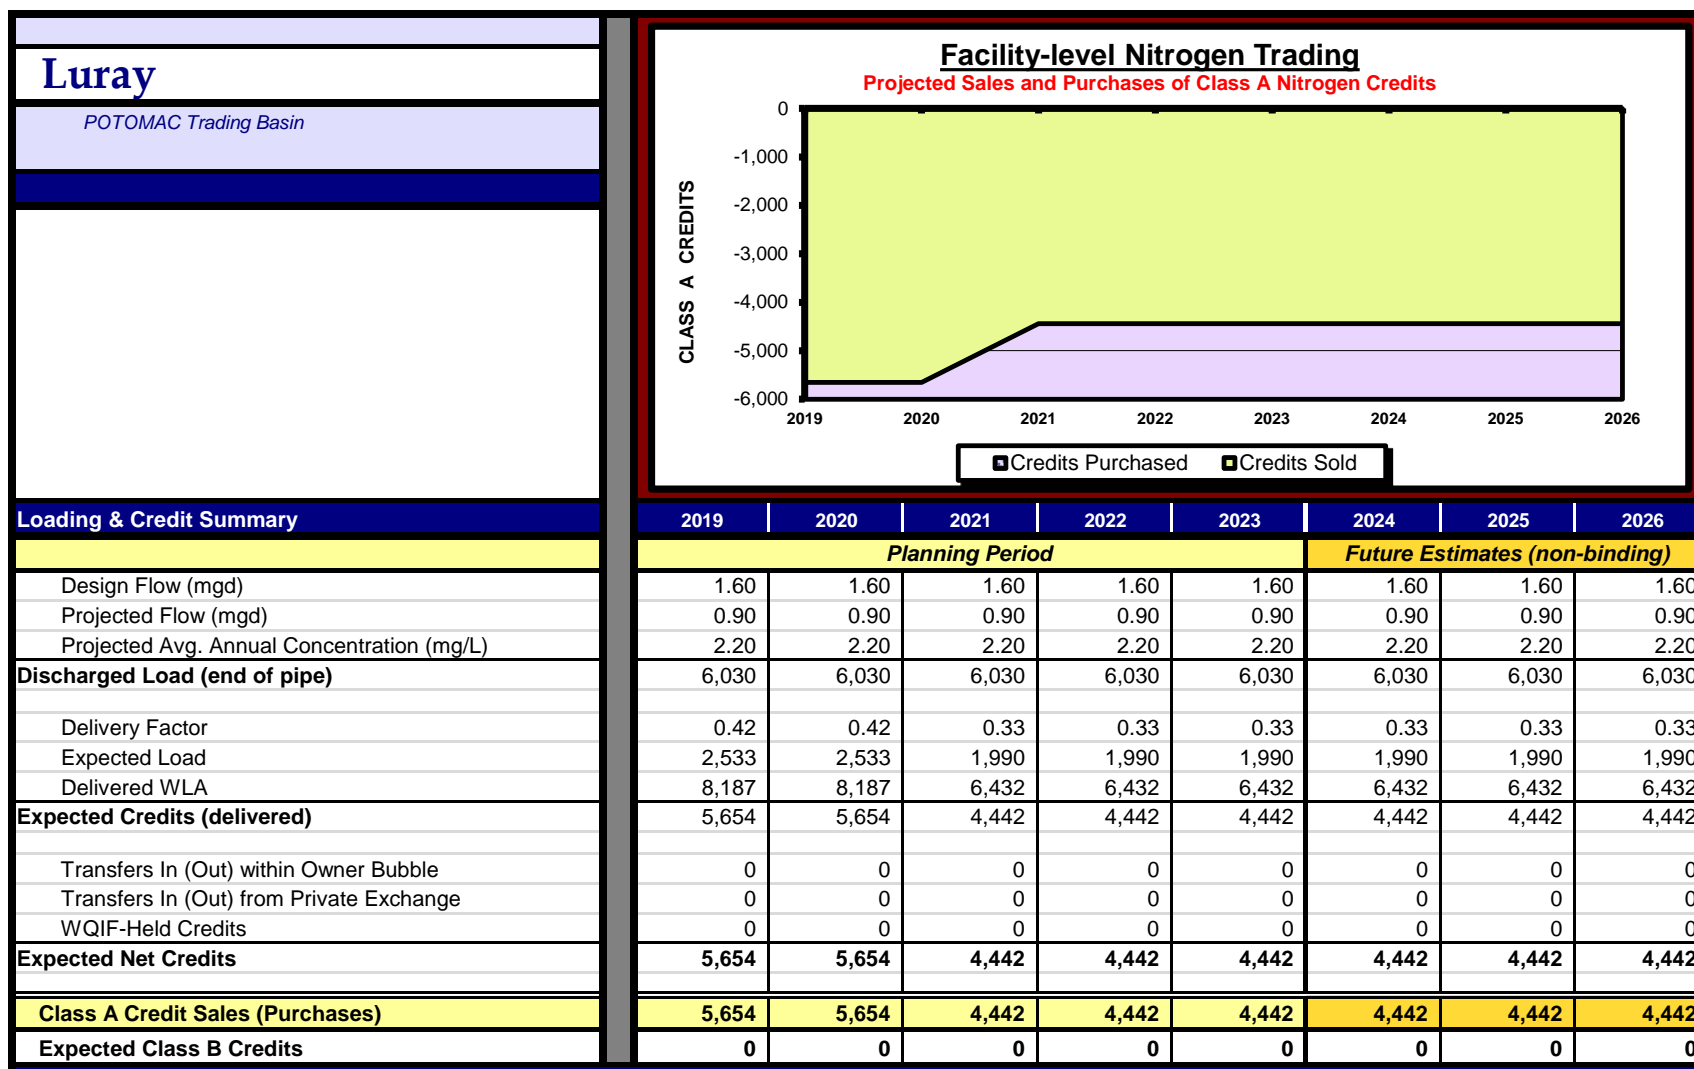 Luray
POTOMAC Trading Basin
Facility-level Nitrogen Trading
Projected Sales and Purchases of Class A Nitrogen Credits
CLASS A CREDITS
0
-1,000
-2,000
-3,000
-4,000
-5,000
-6,000
2019 2020 2021 2022 2023 2024 2025 2026
Credits Purchased Credits Sold
Loading & Credit Summary 2019 2020 2021 2022 2023 2024 2025 2026
Planning Period Future Estimates (non-binding)
Design Flow (mgd) 1.60 1.60 1.60 1.60 1.60 1.60 1.60 1.60
Projected Flow (mgd) 0.90 0.90 0.90 0.90 0.90 0.90 0.90 0.90
Projected Avg. Annual Concentration (mg/L) 2.20 2.20 2.20 2.20 2.20 2.20 2.20 2.20
Discharged Load (end of pipe) 6,030 6,030 6,030 6,030 6,030 6,030 6,030 6,030
Delivery Factor 0.42 0.42 0.33 0.33 0.33 0.33 0.33 0.33
Expected Load 2,533 2,533 1,990 1,990 1,990 1,990 1,990 1,990
Delivered WLA 8,187 8,187 6,432 6,432 6,432 6,432 6,432 6,432
Expected Credits (delivered) 5,654 5,654 4,442 4,442 4,442 4,442 4,442 4,442
Transfers In (Out) within Owner Bubble 0 0 0 0 0 0 0 0
Transfers In (Out) from Private Exchange 0 0 0 0 0 0 0 0
WQIF-Held Credits 0 0 0 0 0 0 0 0
Expected Net Credits 5,654 5,654 4,442 4,442 4,442 4,442 4,442 4,442
Class A Credit Sales (Purchases) 5,654 5,654 4,442 4,442 4,442 4,442 4,442 4,442
Expected Class B Credits 0 0 0 0 0 0 0 0